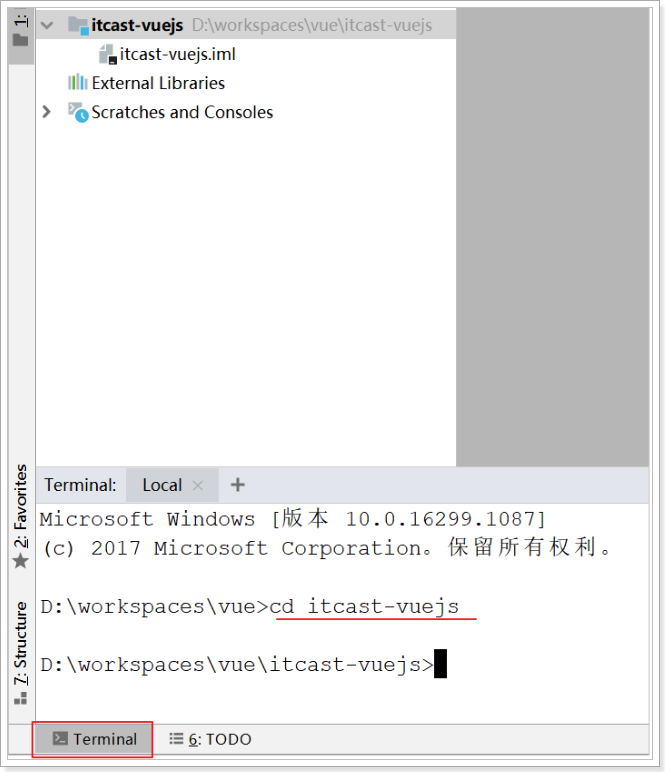 1:
itcast-vuejs D:\workspaces\vue\itcast-vuejs
itcast-vuejs.iml
External Libraries
Scratches and Consoles
2: Favorites
7: Structure
Terminal: Local × +
Microsoft Windows [版本 10.0.16299.1087]
(c) 2017 Microsoft Corporation。保留所有权利。
D:\workspaces\vue>cd itcast-vuejs
D:\workspaces\vue\itcast-vuejs>
Terminal 6: TODO